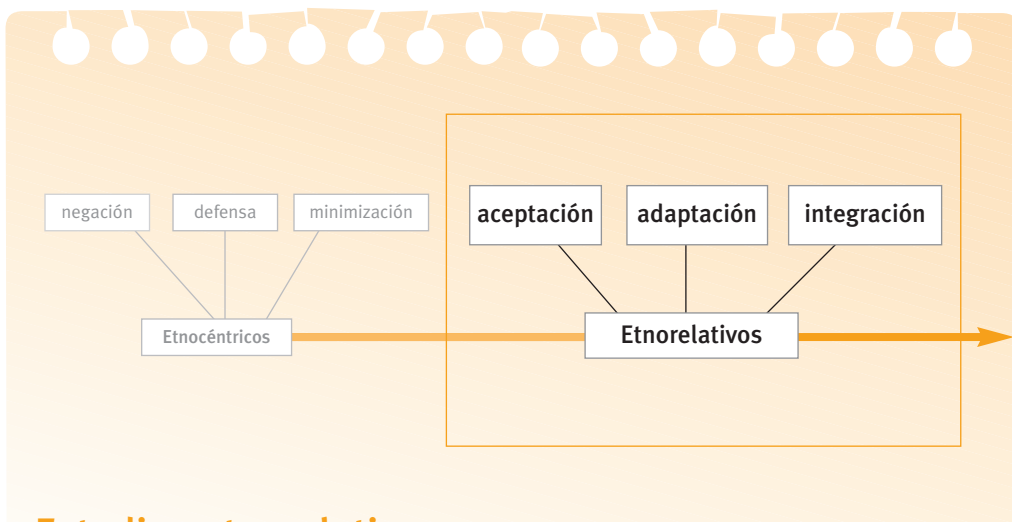 negación
defensa
minimización
aceptación
adaptación
integración
Etnocéntricos
Etnorelativos